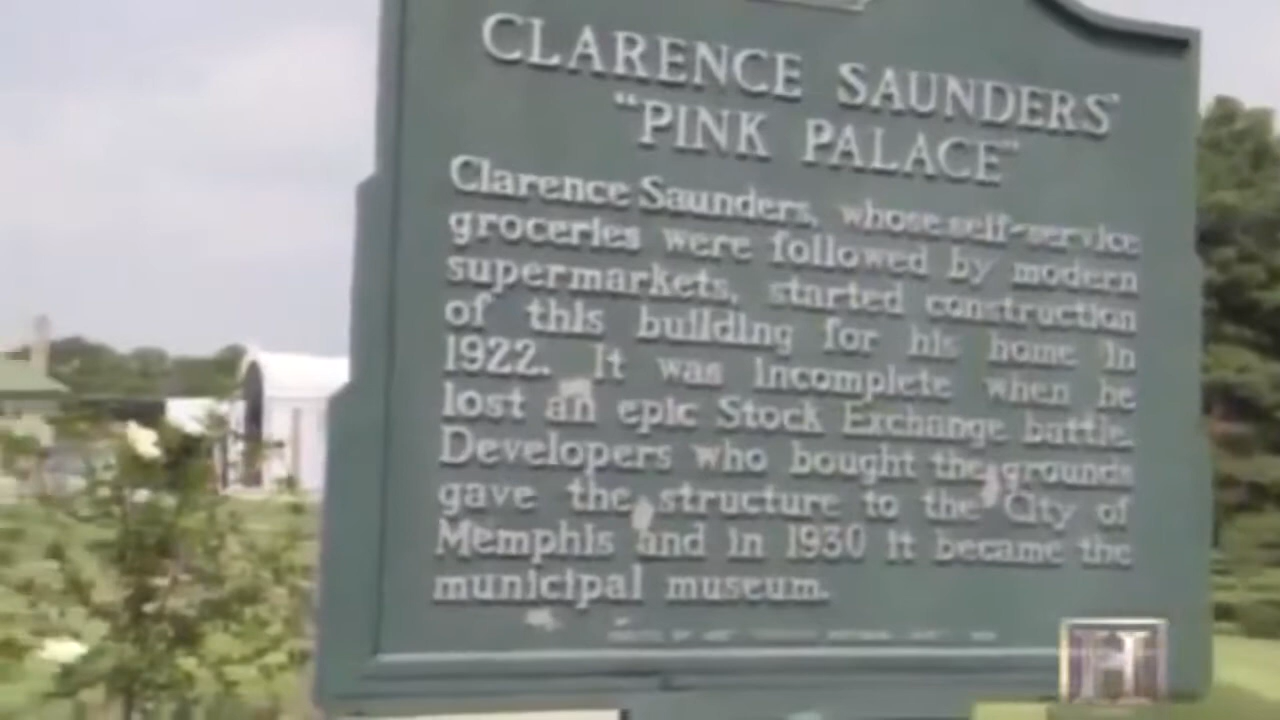 CLARENCE SAUNDERS'
"PINK PALACE"
Clarence Saunders, whose self-service
groceries were followed by modern
supermarkets, started construction
of this building for his home in
1922. It was incomplete when he
lost an epic Stock Exchange battle.
Developers who bought the grounds
gave the structure to the City of
Memphis and in 1930 it became the
municipal museum.
H